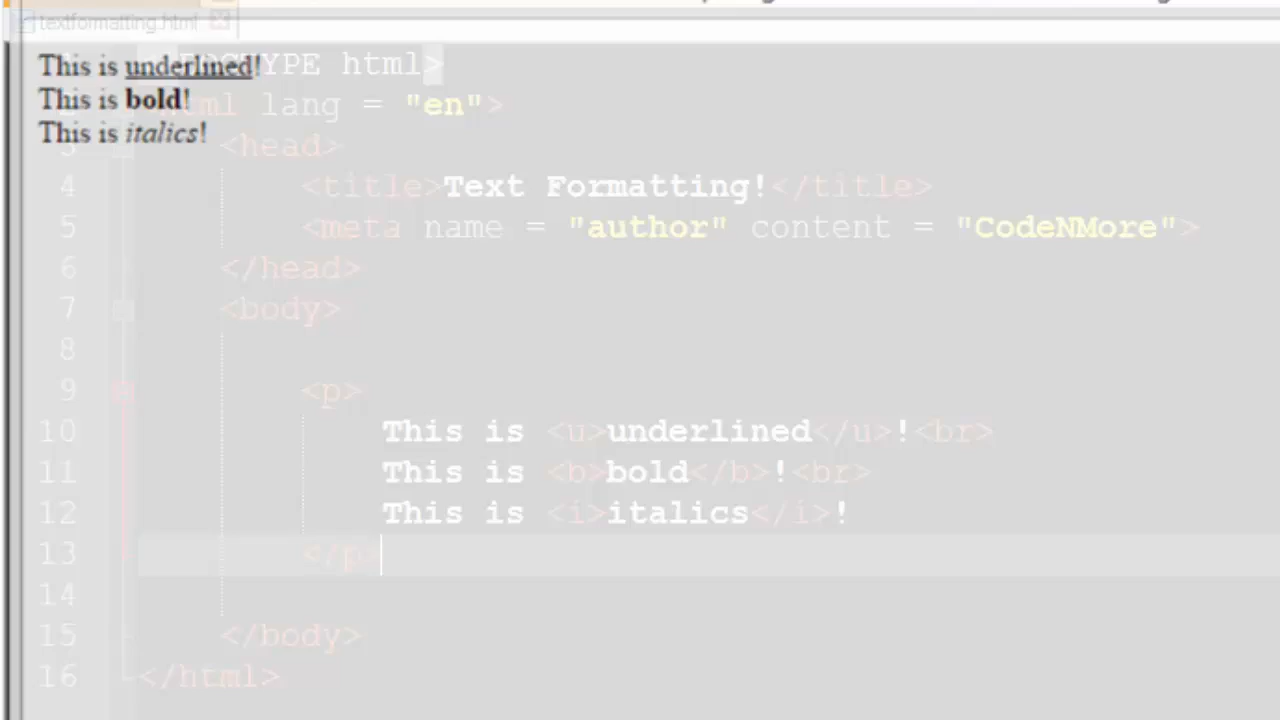 textformatting.html
This is underlined!
This is bold!
This is italics!
TYPE html>
html lang = "en">
3 <head>
4 <title>Text Formatting!</title>
5 <meta name = "author" content = "CodeNMore">
6 </head>
7 <body>
8
9 <p>
10 This is <u>underlined</u>!<br>
11 This is <b>bold</b>!<br>
12 This is <i>italics</i>!
13 </p>
14
15 </body>
16 </html>